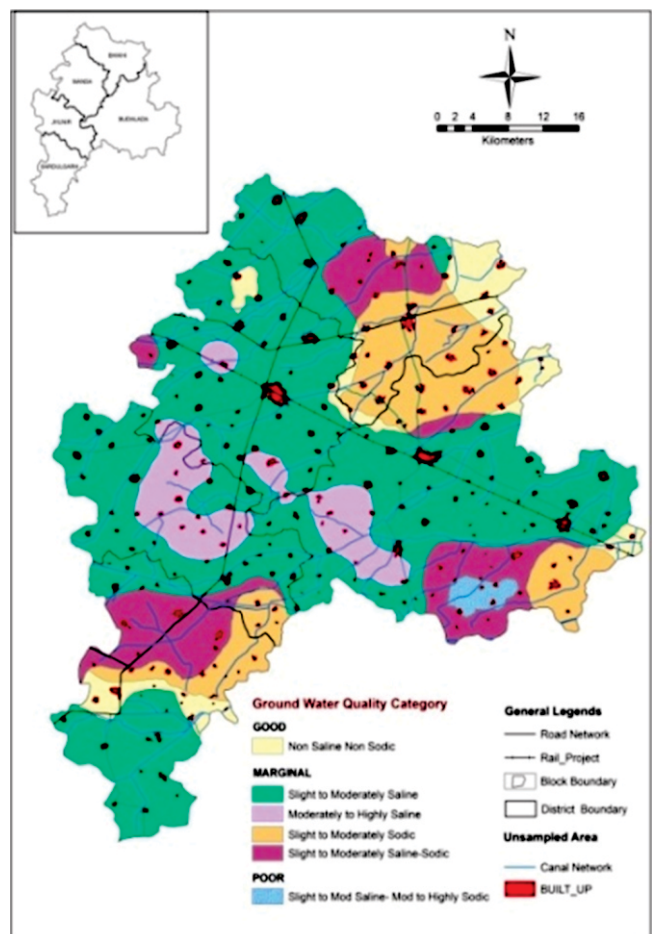 BHIKHI
MANSA
JHUNIR
BUDHLADA
SARDULGARH
N
0 2 4 8 12 16
Kilometers
Ground Water Quality Category
GOOD
Non Saline Non Sodic
MARGINAL
Slight to Moderately Saline
Moderately to Highly Saline
Slight to Moderately Sodic
Slight to Moderately Saline-Sodic
POOR
Slight to Mod Saline- Mod to Highly Sodic
General Legends
Road Network
Rail_Project
Block Boundary
District Boundary
Unsampled Area
Canal Network
BUILT_UP